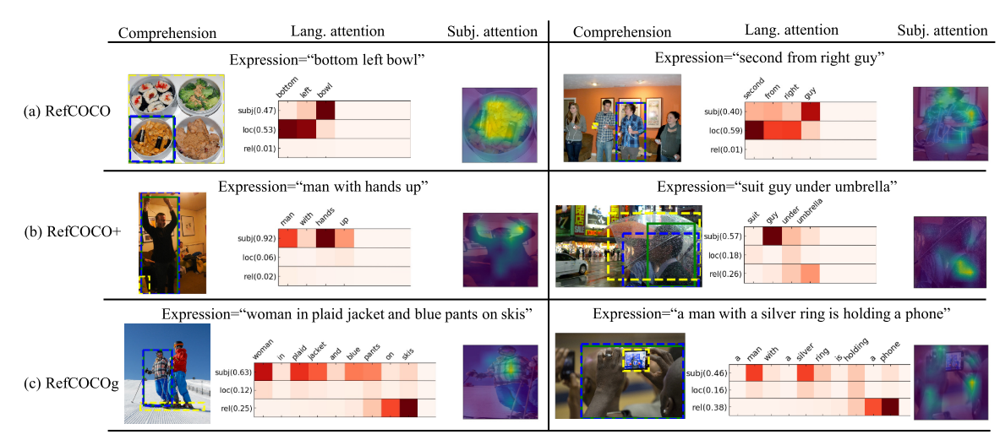 Comprehension Lang. attention Subj. attention Comprehension Lang. attention Subj. attention
(a) RefCOCO
Expression=“bottom left bowl”
bottom left bowl
subj(0.47)
loc(0.53)
rel(0.01)
Expression=“second from right guy”
second from right guy
subj(0.40)
loc(0.59)
rel(0.01)
(b) RefCOCO+
Expression=“man with hands up”
man with hands up
subj(0.92)
loc(0.06)
rel(0.02)
Expression=“suit guy under umbrella”
suit guy under umbrella
subj(0.57)
loc(0.18)
rel(0.26)
(c) RefCOCOg
Expression=“woman in plaid jacket and blue pants on skis”
woman in plaid jacket and blue pants on skis
subj(0.63)
loc(0.12)
rel(0.25)
Expression=“a man with a silver ring is holding a phone”
a man with a silver ring is holding a phone
subj(0.46)
loc(0.16)
rel(0.38)